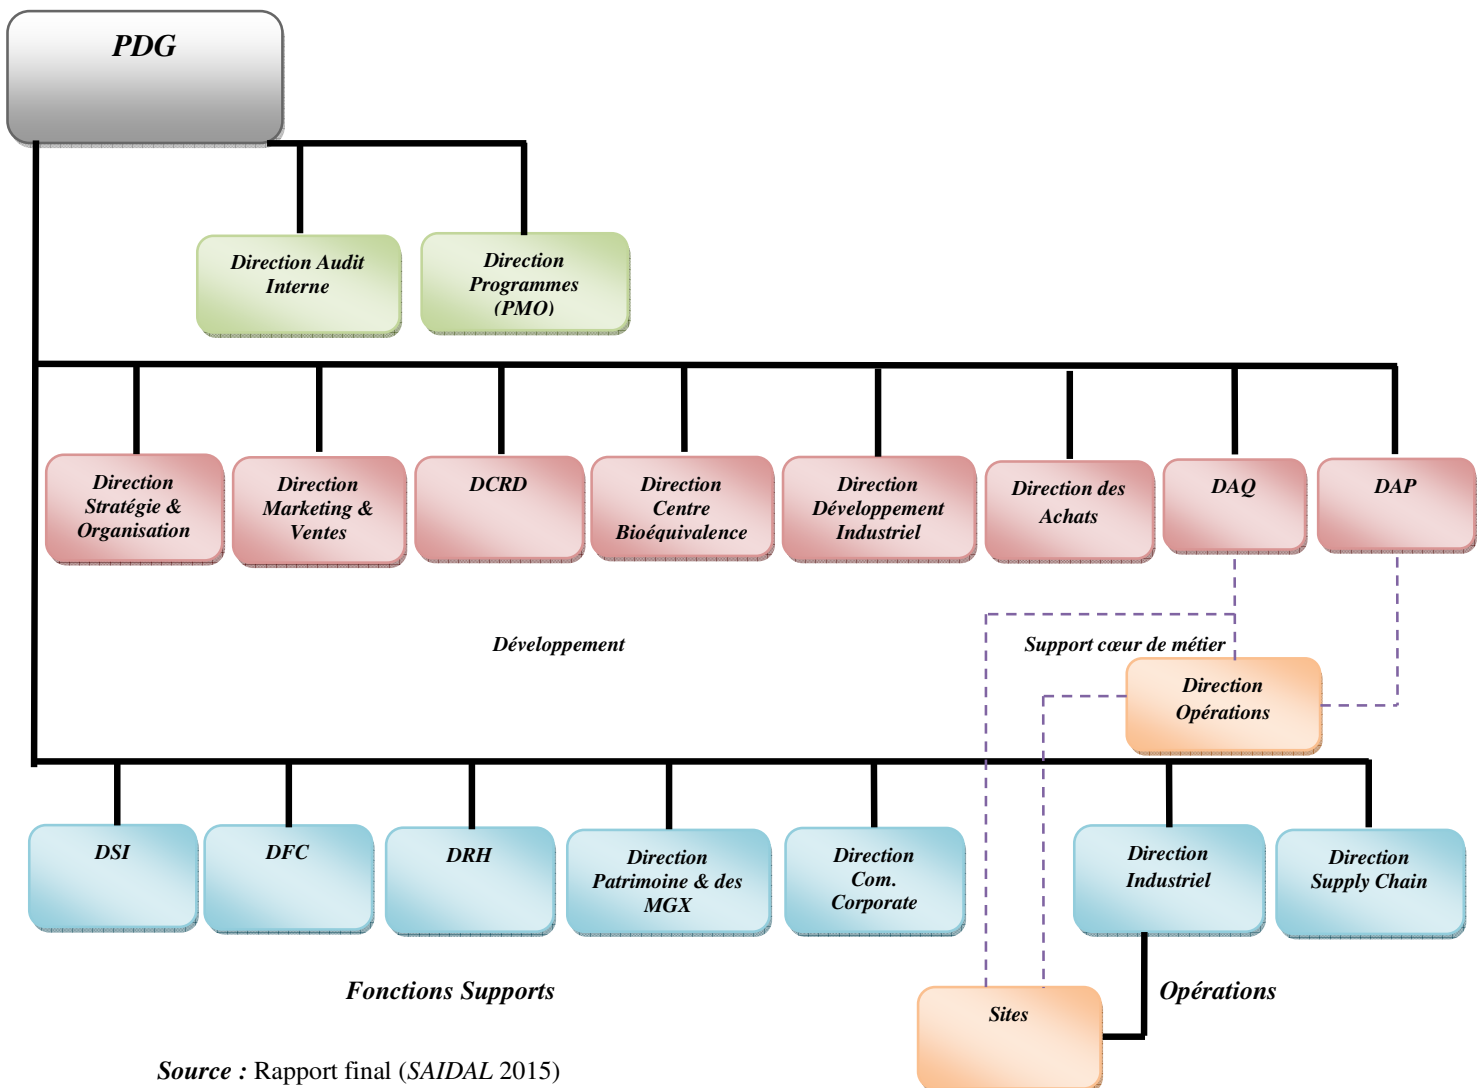 PDG
Direction Audit
Interne
Direction
Programmes
(PMO)
Direction
Stratégie &
Organisation
Direction
Marketing &
Ventes
DCRD
Direction
Centre
Bioéquivalence
Direction
Développement
Industriel
Direction des
Achats
DAQ
DAP
Développement
Support cœur de métier
Direction
Opérations
DSI
DFC
DRH
Direction
Patrimoine & des
MGX
Direction
Com.
Corporate
Direction
Industriel
Direction
Supply Chain
Fonctions Supports
Opérations
Sites
Source : Rapport final (SAIDAL 2015)